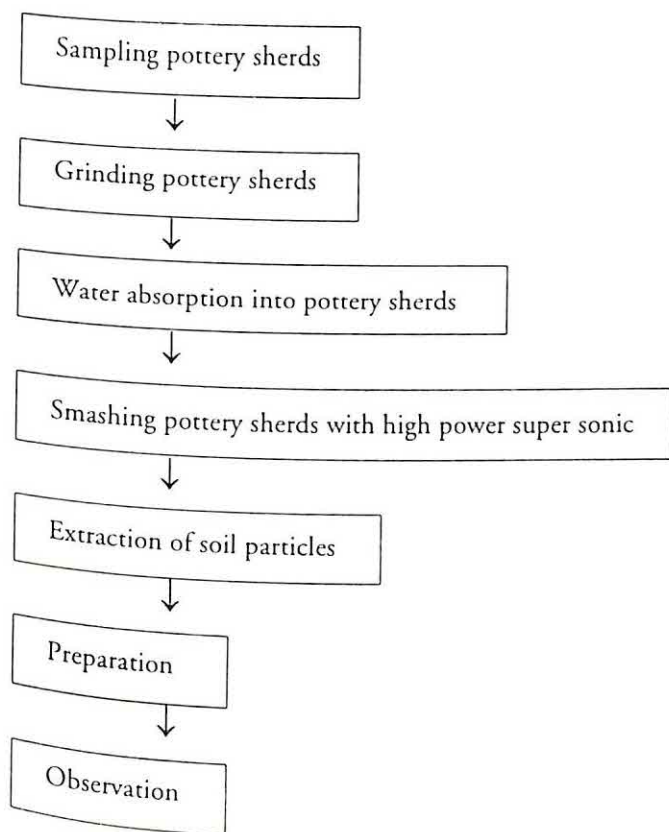 Sampling pottery sherds
Grinding pottery sherds
Water absorption into pottery sherds
Smashing pottery sherds with high power super sonic
Extraction of soil particles
Preparation
Observation